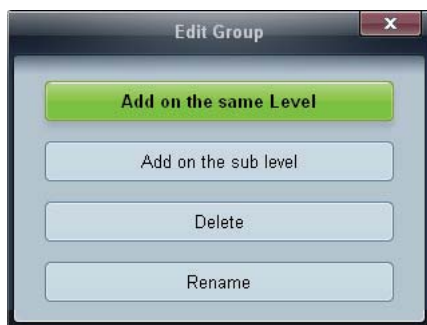 Edit Group
x
Add on the same Level
Add on the sub level
Delete
Rename